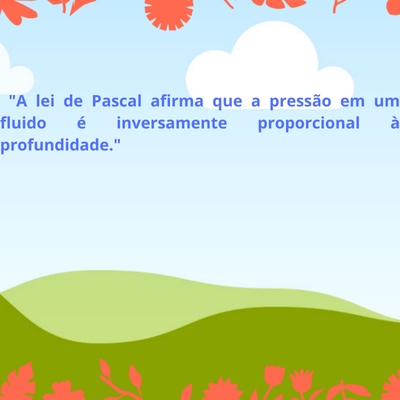 "A lei de Pascal afirma que a pressão em um
fluido é inversamente proporcional à
profundidade."